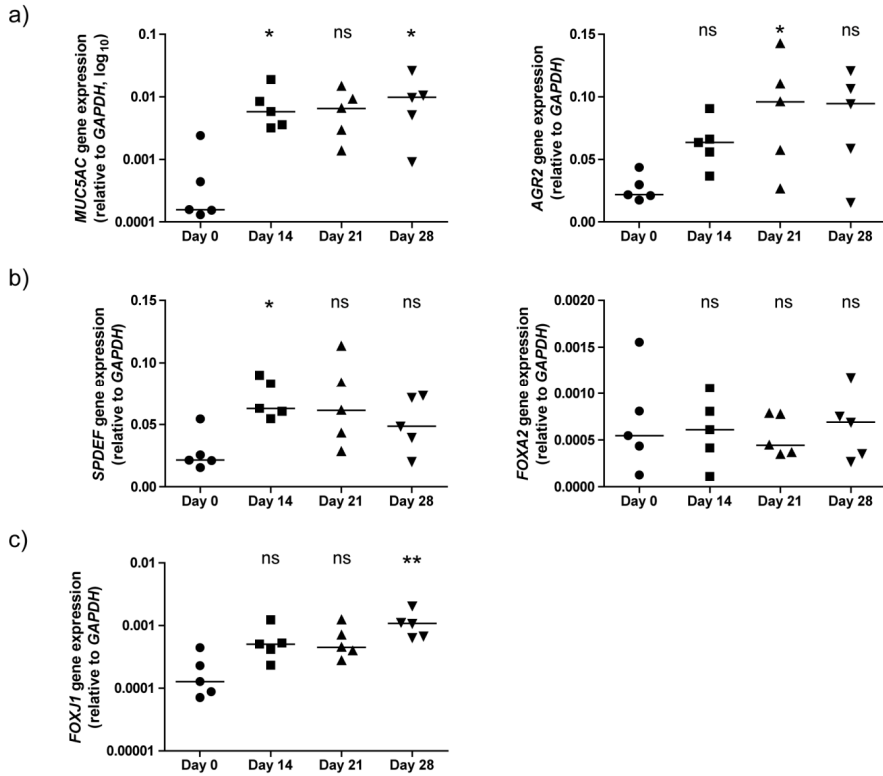 a)
MUC5AC gene expression
(relative to GAPDH, log10)
0.1
0.01
0.001
0.0001
* ns *
Day 0 Day 14 Day 21 Day 28
AGR2 gene expression
(relative to GAPDH)
0.15
0.10
0.05
0.00
ns * ns
Day 0 Day 14 Day 21 Day 28
b)
SPDEF gene expression
(relative to GAPDH)
0.15
0.10
0.05
0.00
* ns ns
Day 0 Day 14 Day 21 Day 28
FOXA2 gene expression
(relative to GAPDH)
0.0020
0.0015
0.0010
0.0005
0.0000
ns ns ns
Day 0 Day 14 Day 21 Day 28
c)
FOXJ1 gene expression
(relative to GAPDH)
0.01
0.001
0.0001
0.00001
ns ns **
Day 0 Day 14 Day 21 Day 28